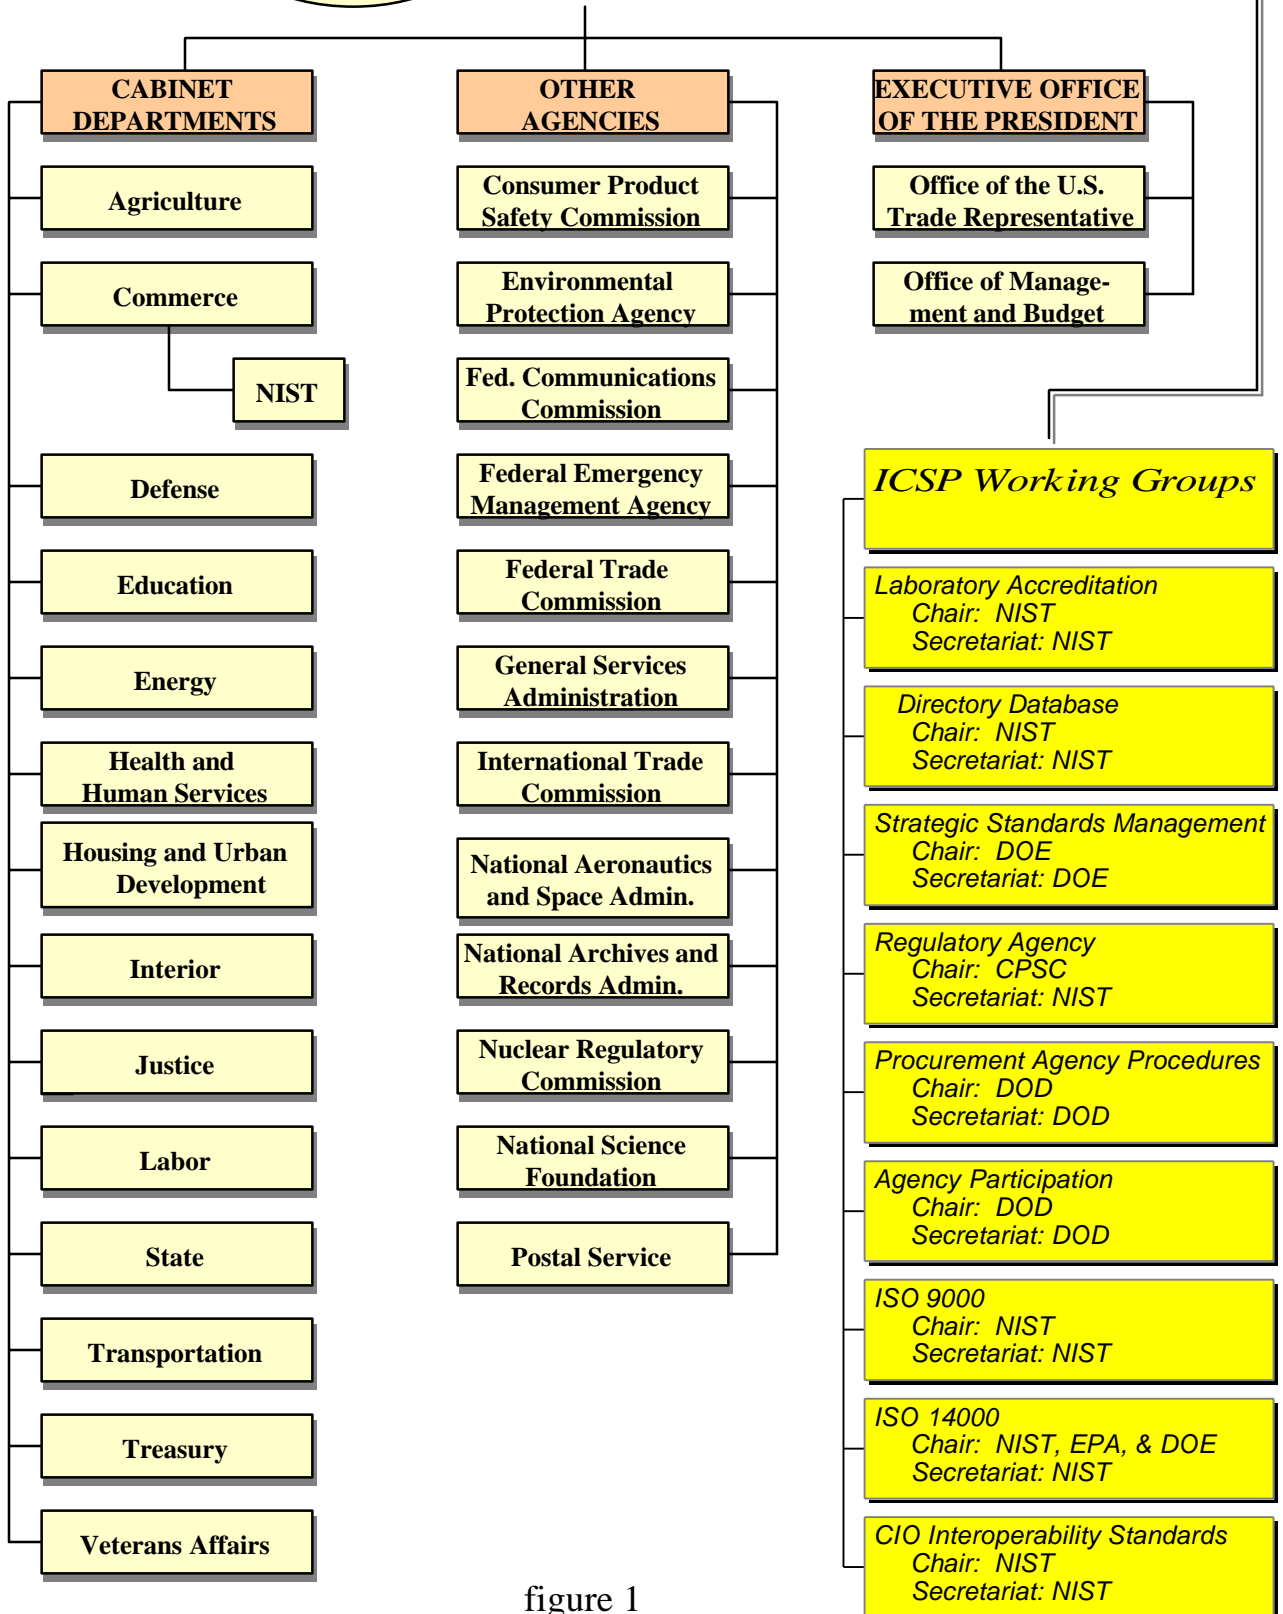 CABINET
DEPARTMENTS
Agriculture
Commerce
NIST
Defense
Education
Energy
Health and
Human Services
Housing and Urban
Development
Interior
Justice
Labor
State
Transportation
Treasury
Veterans Affairs
OTHER
AGENCIES
Consumer Product
Safety Commission
Environmental
Protection Agency
Fed. Communications
Commission
Federal Emergency
Management Agency
Federal Trade
Commission
General Services
Administration
International Trade
Commission
National Aeronautics
and Space Admin.
National Archives and
Records Admin.
Nuclear Regulatory
Commission
National Science
Foundation
Postal Service
EXECUTIVE OFFICE
OF THE PRESIDENT
Office of the U.S.
Trade Representative
Office of Manage-
ment and Budget
ICSP Working Groups
Laboratory Accreditation
Chair: NIST
Secretariat: NIST
Directory Database
Chair: NIST
Secretariat: NIST
Strategic Standards Management
Chair: DOE
Secretariat: DOE
Regulatory Agency
Chair: CPSC
Secretariat: NIST
Procurement Agency Procedures
Chair: DOD
Secretariat: DOD
Agency Participation
Chair: DOD
Secretariat: DOD
ISO 9000
Chair: NIST
Secretariat: NIST
ISO 14000
Chair: NIST, EPA, & DOE
Secretariat: NIST
CIO Interoperability Standards
Chair: NIST
Secretariat: NIST
figure 1